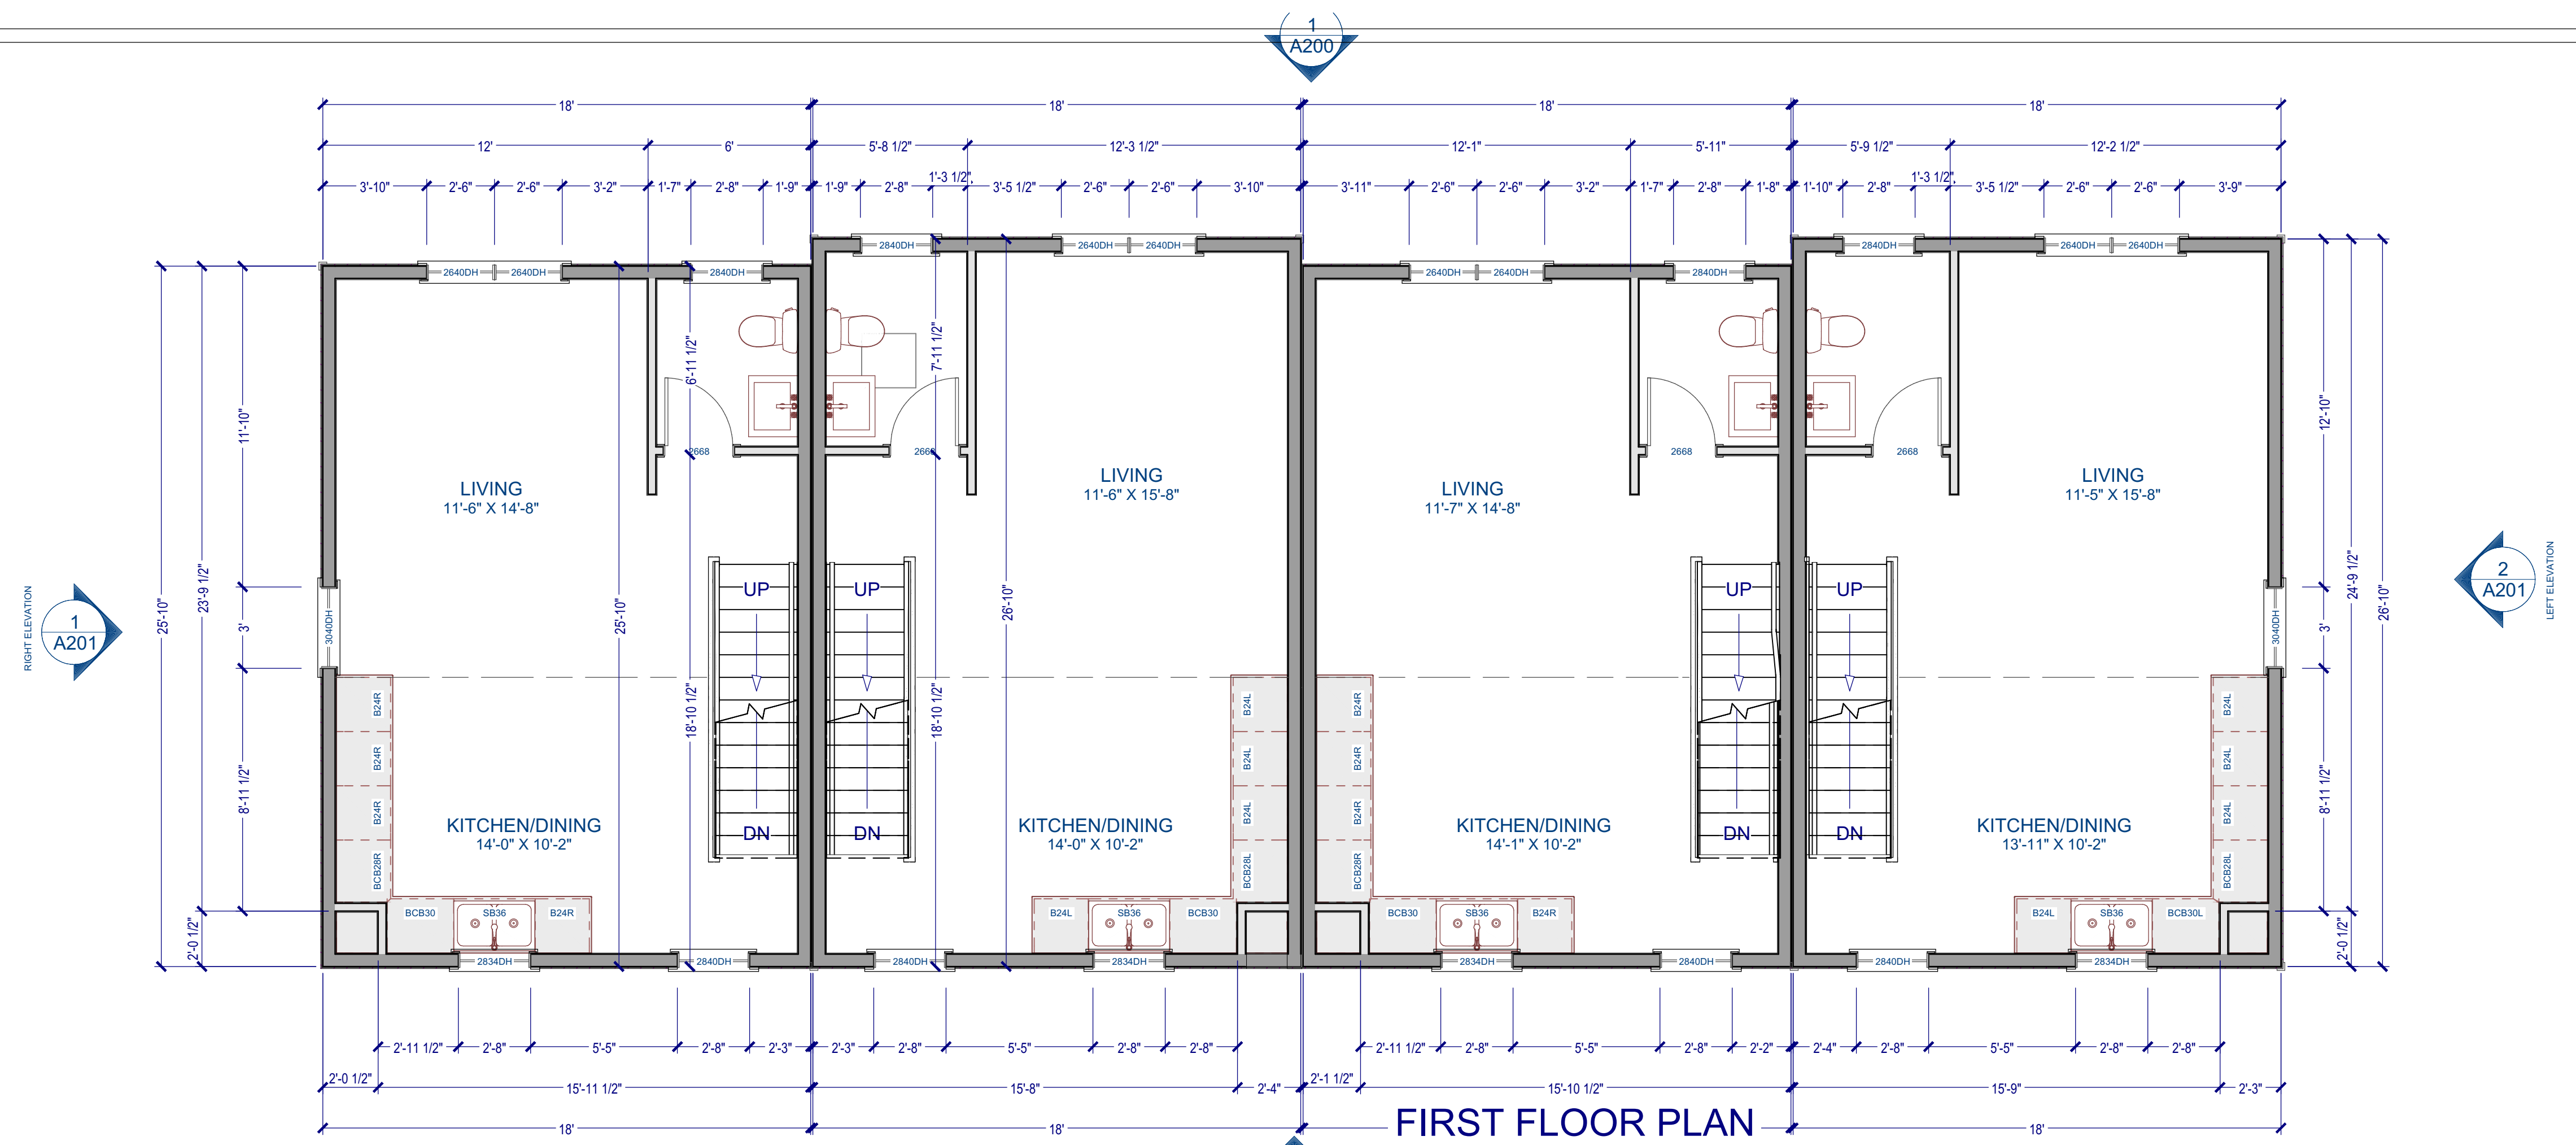 1
A200
18' 18' 18' 18'
12' 6' 5'-8 1/2" 12'-3 1/2" 12'-1" 5'-11" 5'-9 1/2" 12'-2 1/2"
3'-10" 2'-6" 2'-6" 3'-2" 1'-7" 2'-8" 1'-9" 1'-9" 2'-8" 1'-3 1/2" 3'-5 1/2" 2'-6" 2'-6" 3'-10" 3'-11" 2'-6" 2'-6" 3'-2" 1'-7" 2'-8" 1'-8" 1'-10" 2'-8" 1'-3 1/2" 3'-5 1/2" 2'-6" 2'-6" 3'-9"
2840DH 2640DH 2640DH 2840DH 2640DH 2640DH
2640DH 2640DH 2840DH 2640DH 2640DH 2840DH
6'-11 1/2" 7'-11 1/2"
11'-10" 12'-10"
2668 2668 2668 2668
LIVING
11'-6" X 14'-8"
LIVING
11'-6" X 15'-8"
LIVING
11'-7" X 14'-8"
LIVING
11'-5" X 15'-8"
25'-10" 23'-9 1/2" 25'-10" 26'-10" 24'-9 1/2" 26'-10"
UP UP UP UP
RIGHT ELEVATION
1
A201
3' 3040DH
2
A201
LEFT ELEVATION
3040DH 3'
18'-10 1/2" 18'-10 1/2"
8'-11 1/2" 8'-11 1/2"
B24R B24L B24R B24L
B24R B24L B24R B24L
B24R B24L B24R B24L
BCB28R BCB28L BCB28R BCB28L
KITCHEN/DINING
14'-0" X 10'-2"
KITCHEN/DINING
14'-0" X 10'-2"
KITCHEN/DINING
14'-1" X 10'-2"
KITCHEN/DINING
13'-11" X 10'-2"
DN DN DN DN
BCB30 SB36 B24R B24L SB36 BCB30 BCB30 SB36 B24R B24L SB36 BCB30L
2'-0 1/2" 2'-0 1/2"
2834DH 2840DH 2840DH 2834DH 2834DH 2840DH 2840DH 2834DH
2'-11 1/2" 2'-8" 5'-5" 2'-8" 2'-3" 2'-3" 2'-8" 5'-5" 2'-8" 2'-8" 2'-11 1/2" 2'-8" 5'-5" 2'-8" 2'-2" 2'-4" 2'-8" 5'-5" 2'-8" 2'-8"
2'-0 1/2" 15'-11 1/2" 15'-8" 2'-4" 2'-1 1/2" 15'-10 1/2" 15'-9" 2'-3"
18' 18' 18'
FIRST FLOOR PLAN